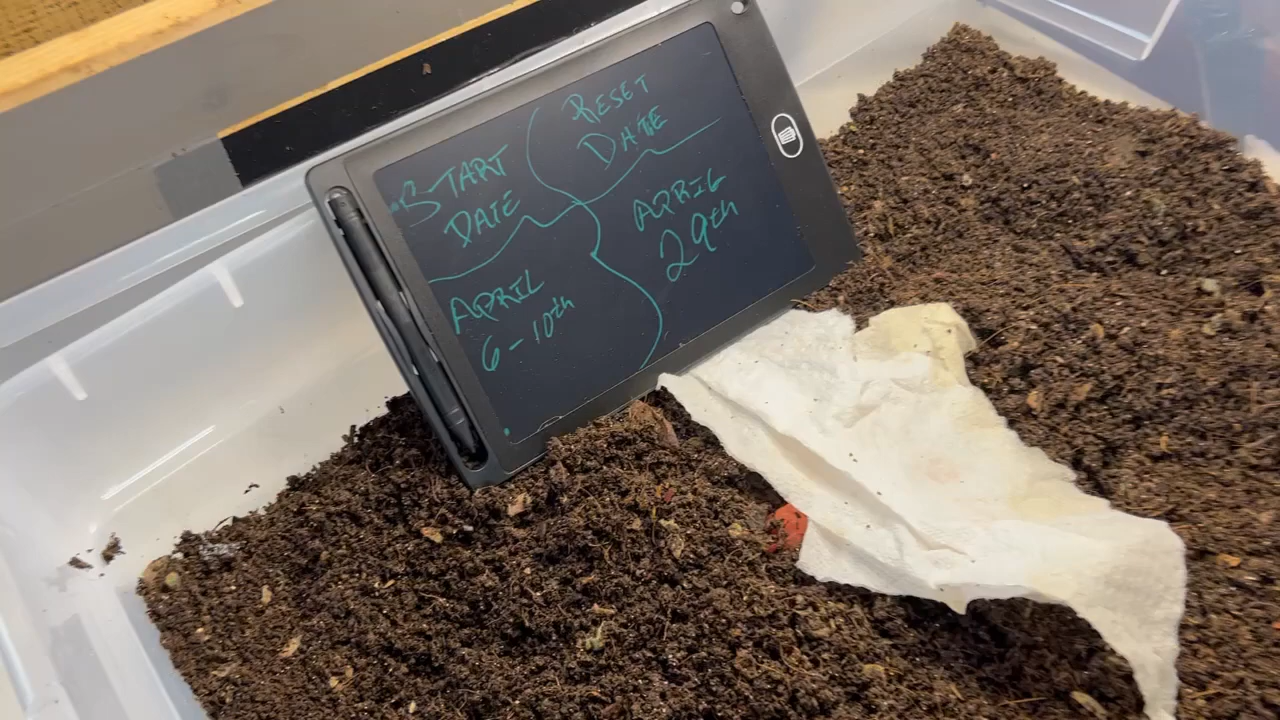 START
DATE
RESET
DATE
APRIL
6-10th
APRIL
29th